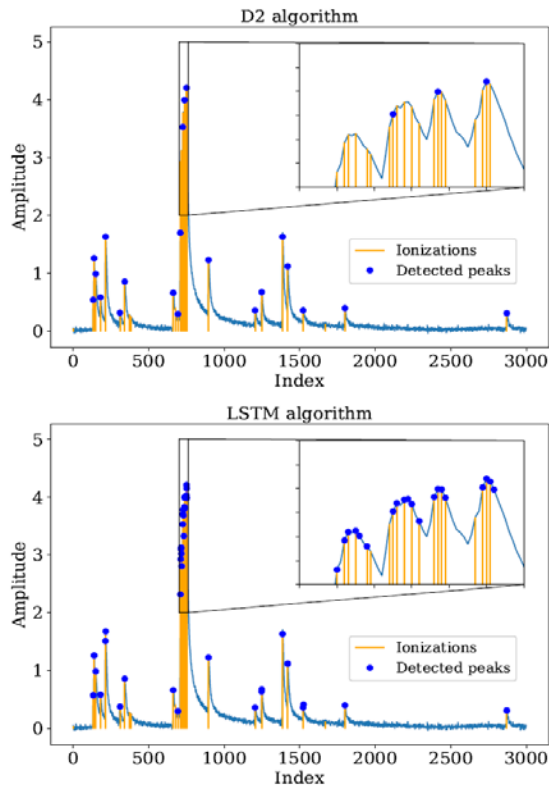 D2 algorithm
5
4
3
2
1
0
Amplitude
Ionizations
Detected peaks
0
500
1000
1500
2000
2500
3000
Index
LSTM algorithm
5
4
3
2
1
0
Amplitude
Ionizations
Detected peaks
0
500
1000
1500
2000
2500
3000
Index